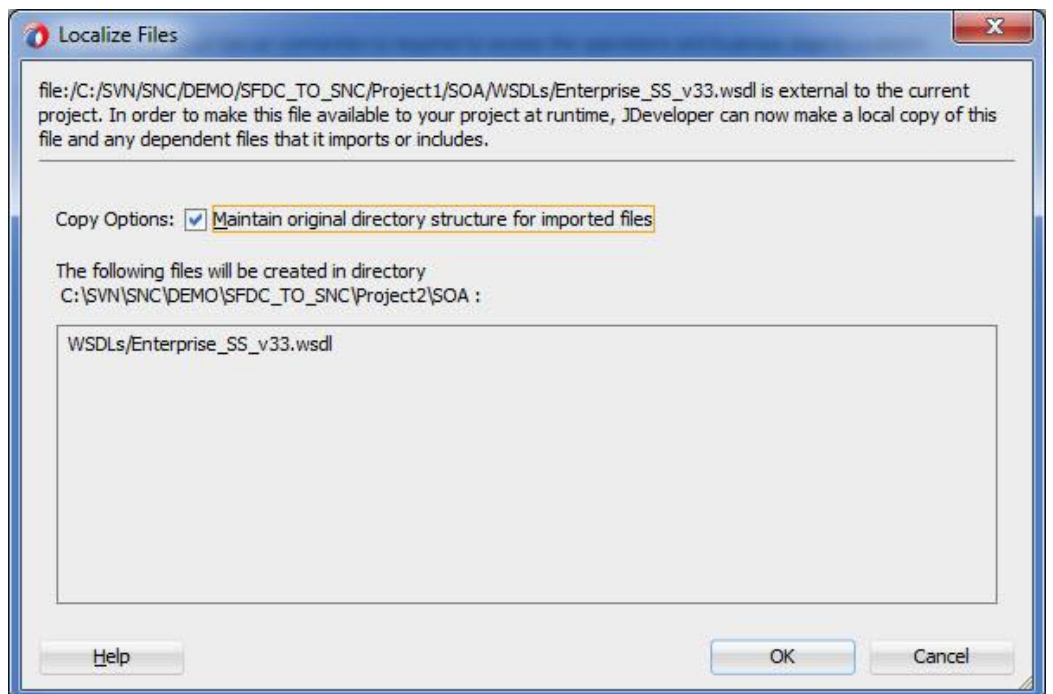 Localize Files
file:/C:/SVN/SNC/DEMO/SFDC_TO_SNC/Project1/SOA/WSDLs/Enterprise_SS_v33.wsdl is external to the current
project. In order to make this file available to your project at runtime, JDeveloper can now make a local copy of this
file and any dependent files that it imports or includes.
Copy Options: Maintain original directory structure for imported files
The following files will be created in directory
C:\SVN\SNC\DEMO\SFDC_TO_SNC\Project2\SOA :
WSDLs/Enterprise_SS_v33.wsdl
Help OK Cancel